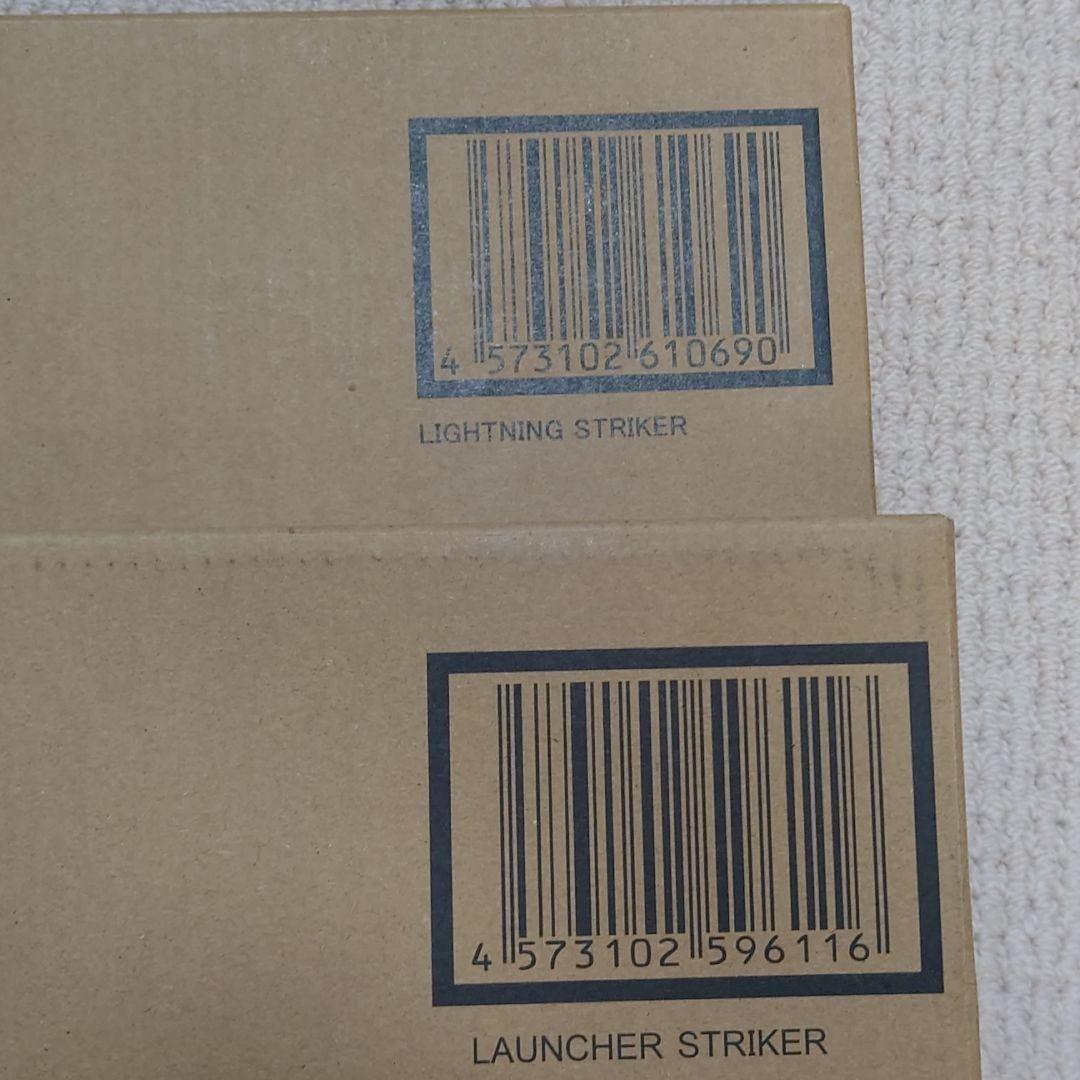 4 573102 610690
LIGHTNING STRIKER
4 573102 596116
LAUNCHER STRIKER